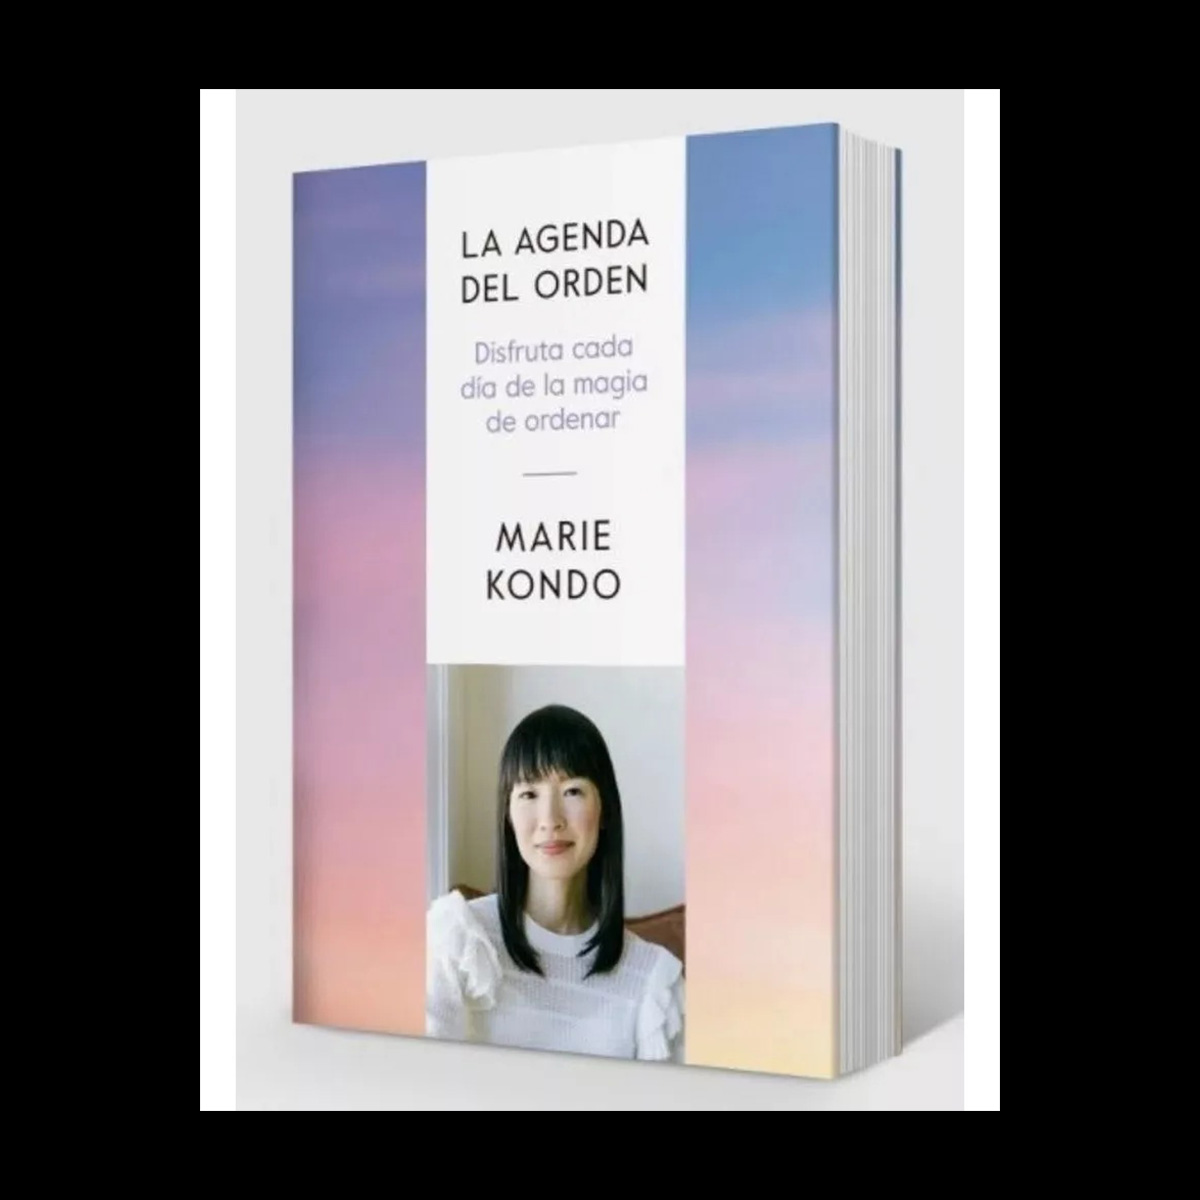 LA AGENDA
DEL ORDEN
Disfruta cada
día de la magia
de ordenar
MARIE
KONDO